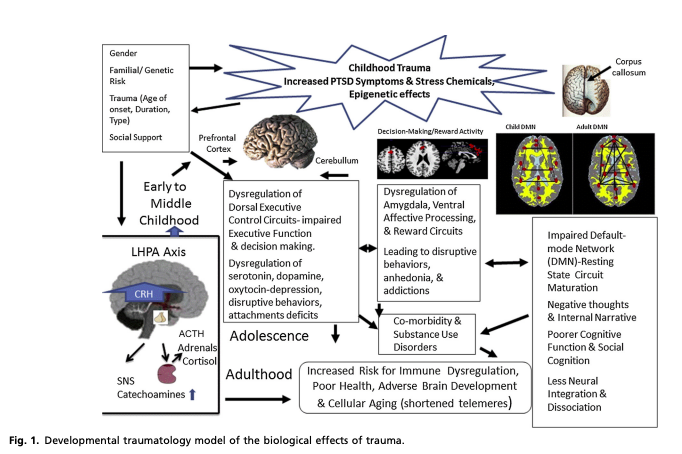 Gender
Familial/ Genetic
Risk
Trauma (Age of
onset, Duration,
Type)
Social Support
Childhood Trauma
Increased PTSD Symptoms & Stress Chemicals,
Epigenetic effects
Corpus
callosum
Prefrontal
Cortex
Cerebullum
Decision-Making/Reward Activity
Child DMN
Adult DMN
Early to
Middle
Childhood
Dysregulation of
Dorsal Executive
Control Circuits- impaired
Executive Function
& decision making.
Dysregulation of
serotonin, dopamine,
oxytocin-depression,
disruptive behaviors,
attachments deficits
Dysregulation of
Amygdala, Ventral
Affective Processing,
& Reward Circuits
Leading to disruptive
behaviors,
anhedonia, &
addictions
Impaired Default-
mode Network
(DMN)-Resting
State Circuit
Maturation
Negative thoughts
& Internal Narrative
Poorer Cognitive
Function & Social
Cognition
Less Neural
Integration &
Dissociation
LHPA Axis
CRH
ACTH
Adrenals
Cortisol
SNS
Catechoamines
Adolescence
Co-morbidity &
Substance Use
Disorders
Adulthood
Increased Risk for Immune Dysregulation,
Poor Health, Adverse Brain Development
& Cellular Aging (shortened telemeres)
Fig. 1. Developmental traumatology model of the biological effects of trauma.